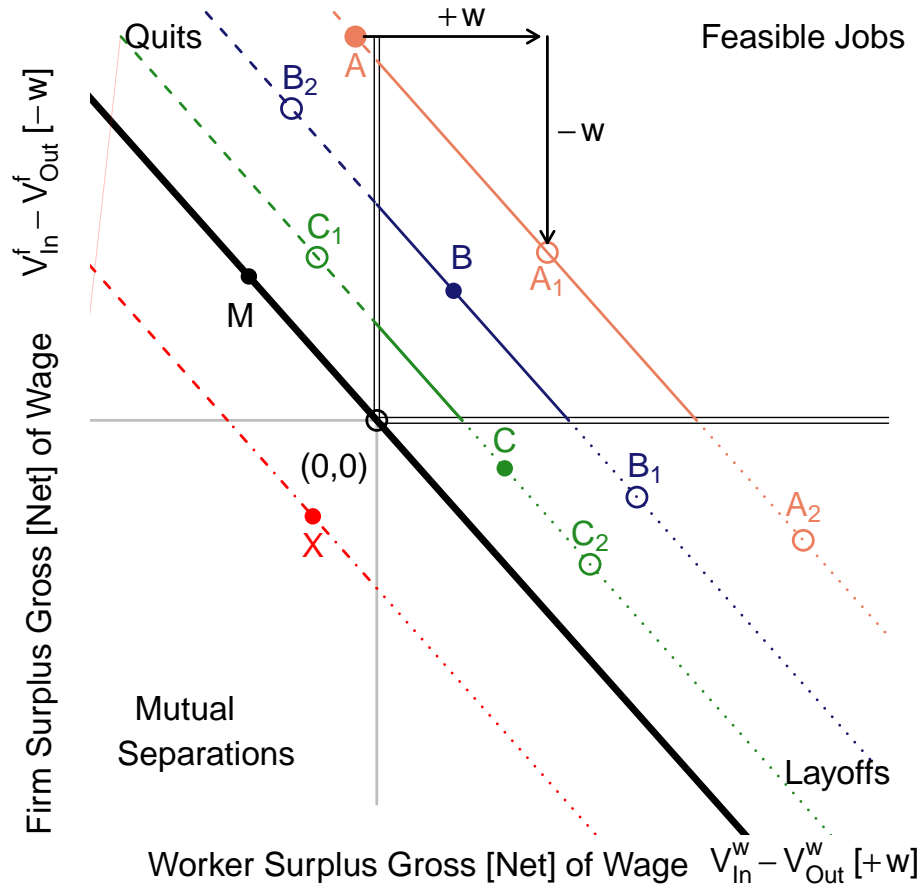 Quits
+w
Feasible Jobs
A
B₂
−w
C₁
B
A₁
M
(0,0)
C
B₁
A₂
C₂
X
Mutual
Separations
Layoffs
Firm Surplus Gross [Net] of Wage V^f_In − V^f_Out [−w]
Worker Surplus Gross [Net] of Wage V^w_In − V^w_Out [+w]